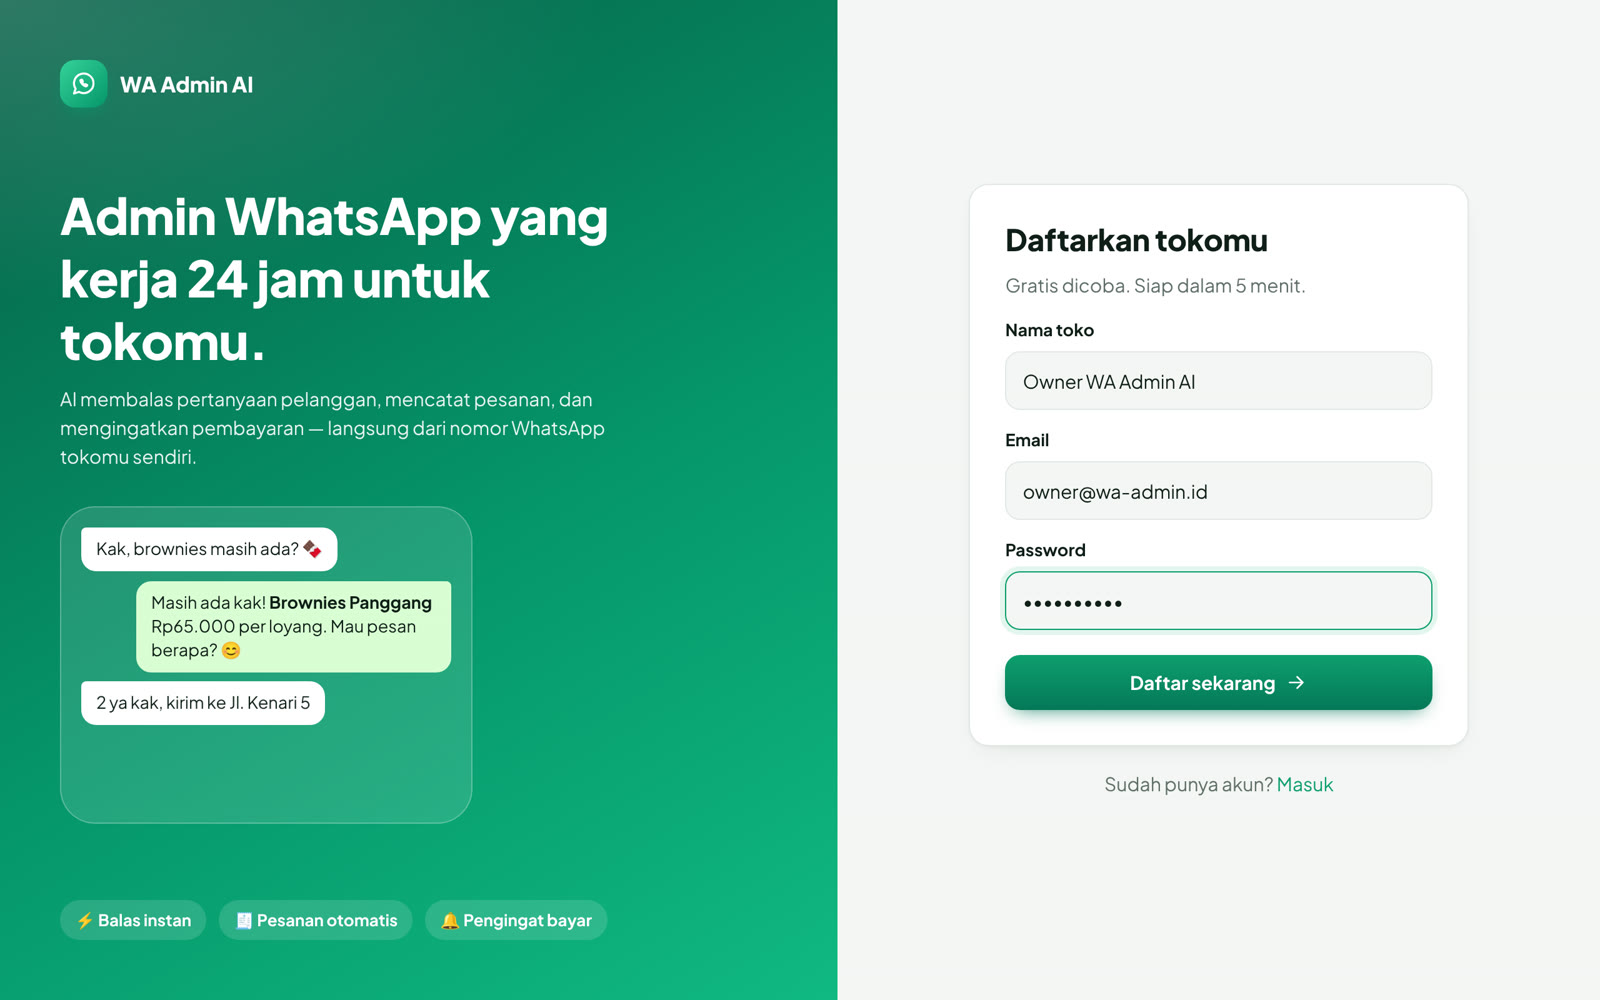 WA Admin AI
Admin WhatsApp yang
kerja 24 jam untuk
tokomu.
AI membalas pertanyaan pelanggan, mencatat pesanan, dan
mengingatkan pembayaran — langsung dari nomor WhatsApp
tokomu sendiri.
Kak, brownies masih ada? 🍫
Masih ada kak! Brownies Panggang
Rp65.000 per loyang. Mau pesan
berapa? 😊
2 ya kak, kirim ke Jl. Kenari 5
⚡ Balas instan
🧾 Pesanan otomatis
🔔 Pengingat bayar
Daftarkan tokomu
Gratis dicoba. Siap dalam 5 menit.
Nama toko
Owner WA Admin AI
Email
owner@wa-admin.id
Password
••••••••••
Daftar sekarang →
Sudah punya akun? Masuk